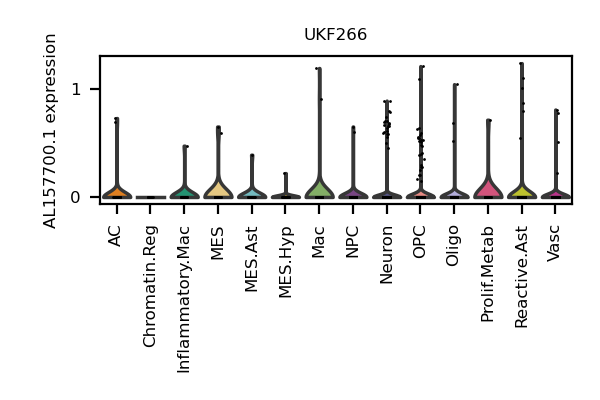 UKF266
AL157700.1 expression
1
0
AC
Chromatin.Reg
Inflammatory.Mac
MES
MES.Ast
MES.Hyp
Mac
NPC
Neuron
OPC
Oligo
Prolif.Metab
Reactive.Ast
Vasc